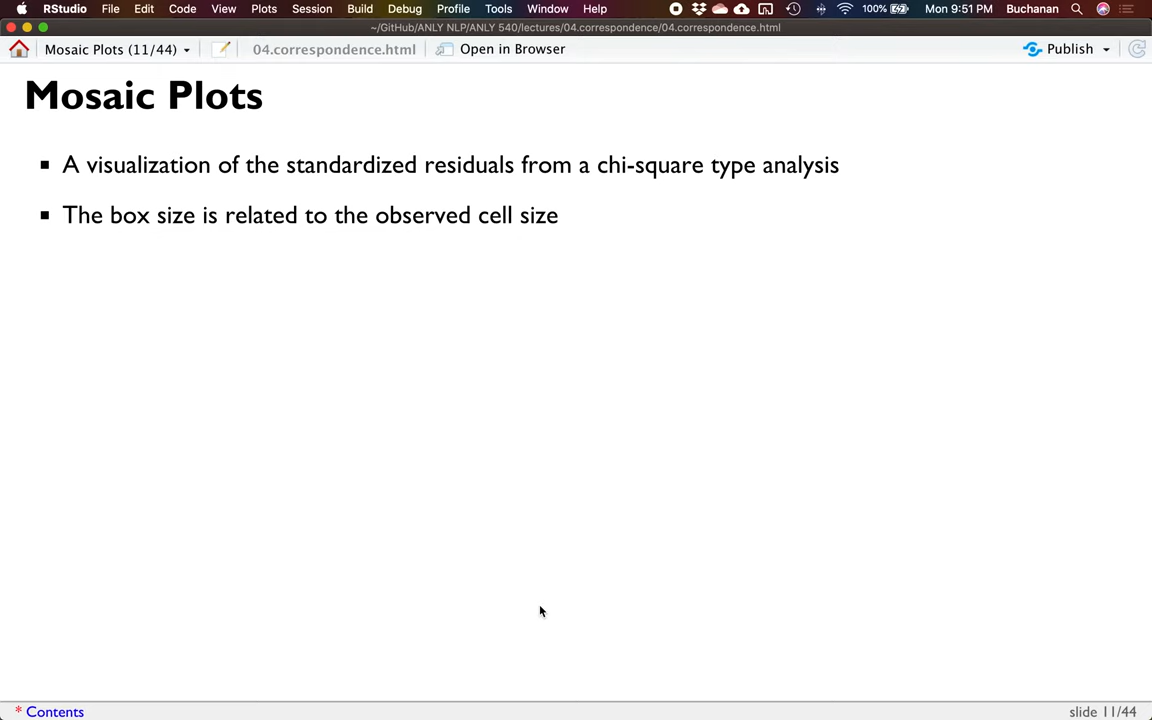 RStudio File Edit Code View Plots Session Build Debug Profile Tools Window Help 100% Mon 9:51 PM Buchanan
~/GitHub/ANLY NLP/ANLY 540/lectures/04.correspondence/04.correspondence.html
Mosaic Plots (11/44) 04.correspondence.html Open in Browser Publish
Mosaic Plots
▪ A visualization of the standardized residuals from a chi-square type analysis
▪ The box size is related to the observed cell size
* Contents slide 11/44